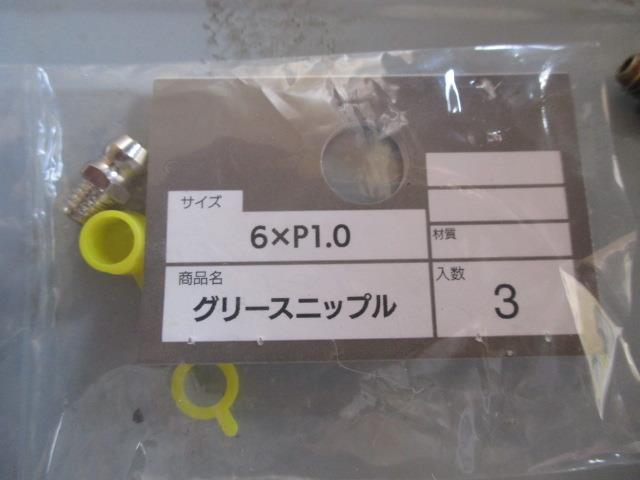 サイズ
6×P1.0
材質
商品名
グリースニップル
入数
3